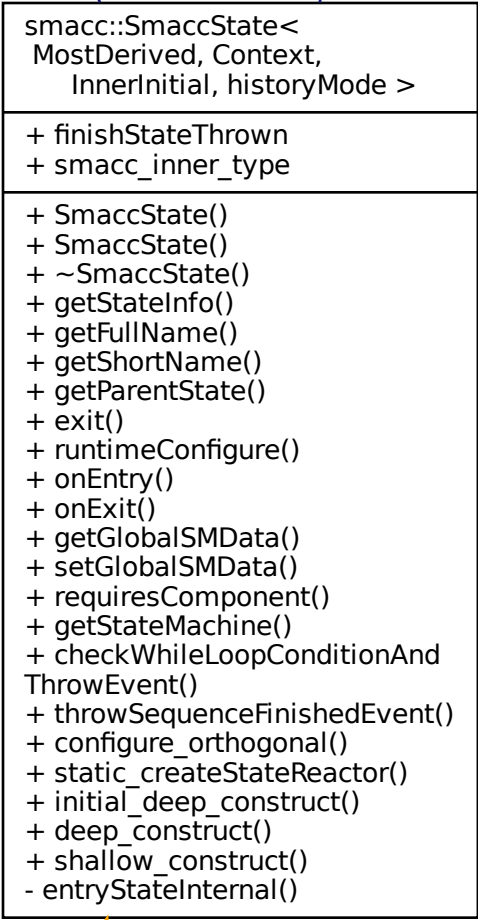 smacc::SmaccState<
MostDerived, Context,
InnerInitial, historyMode >
+ finishStateThrown
+ smacc_inner_type
+ SmaccState()
+ SmaccState()
+ ~SmaccState()
+ getStateInfo()
+ getFullName()
+ getShortName()
+ getParentState()
+ exit()
+ runtimeConfigure()
+ onEntry()
+ onExit()
+ getGlobalSMData()
+ setGlobalSMData()
+ requiresComponent()
+ getStateMachine()
+ checkWhileLoopConditionAnd
ThrowEvent()
+ throwSequenceFinishedEvent()
+ configure_orthogonal()
+ static_createStateReactor()
+ initial_deep_construct()
+ deep_construct()
+ shallow_construct()
- entryStateInternal()